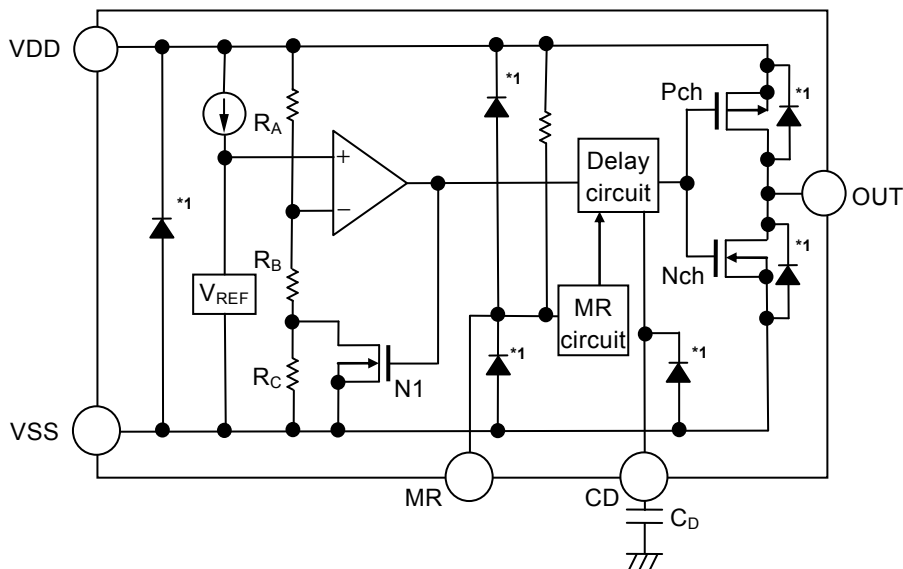 VDD
*1
Pch
*1
R_A
+
Delay
circuit
*1
−
OUT
*1
R_B
Nch
V_REF
MR
circuit
*1
*1
R_C
N1
VSS
MR
CD
C_D